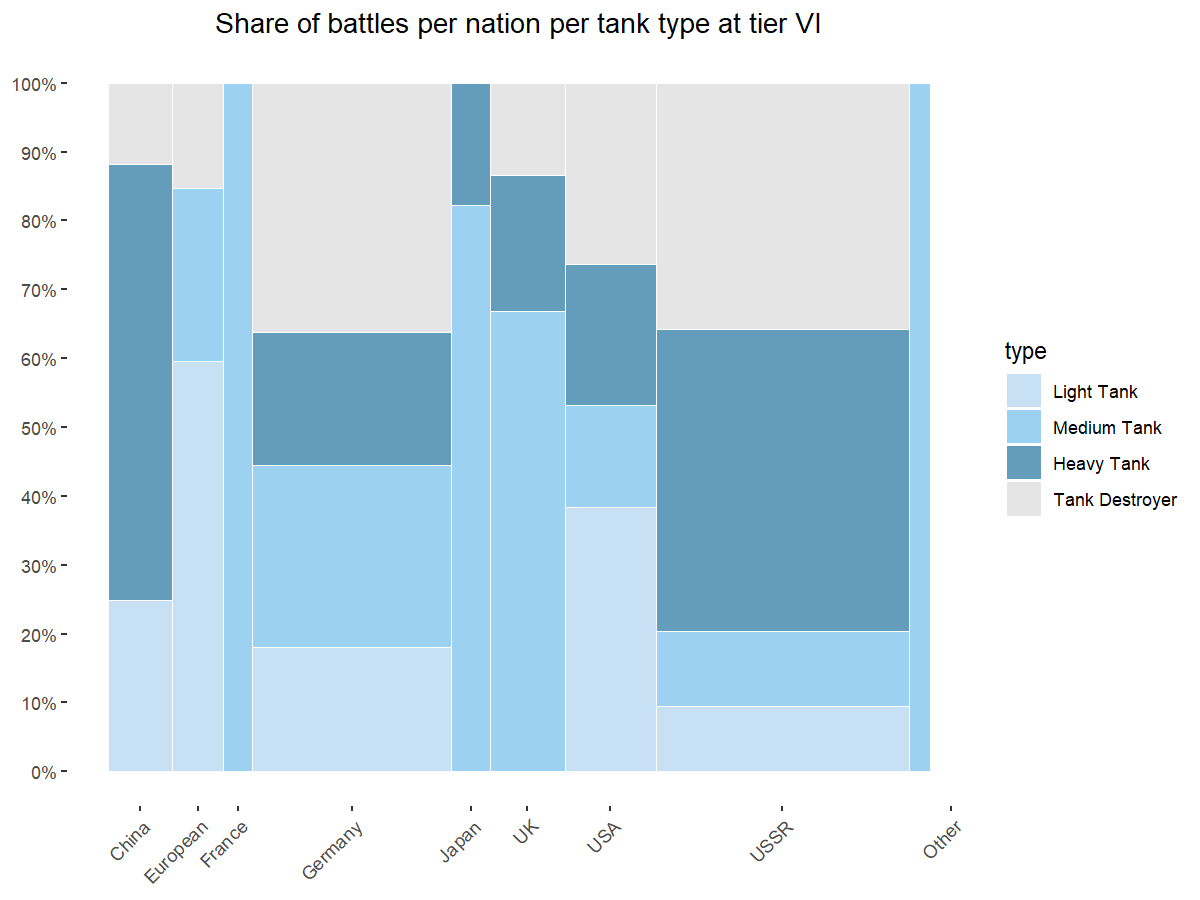 Share of battles per nation per tank type at tier VI
100%
90%
80%
70%
60%
50%
40%
30%
20%
10%
0%
China
European
France
Germany
Japan
UK
USA
USSR
Other
type
Light Tank
Medium Tank
Heavy Tank
Tank Destroyer